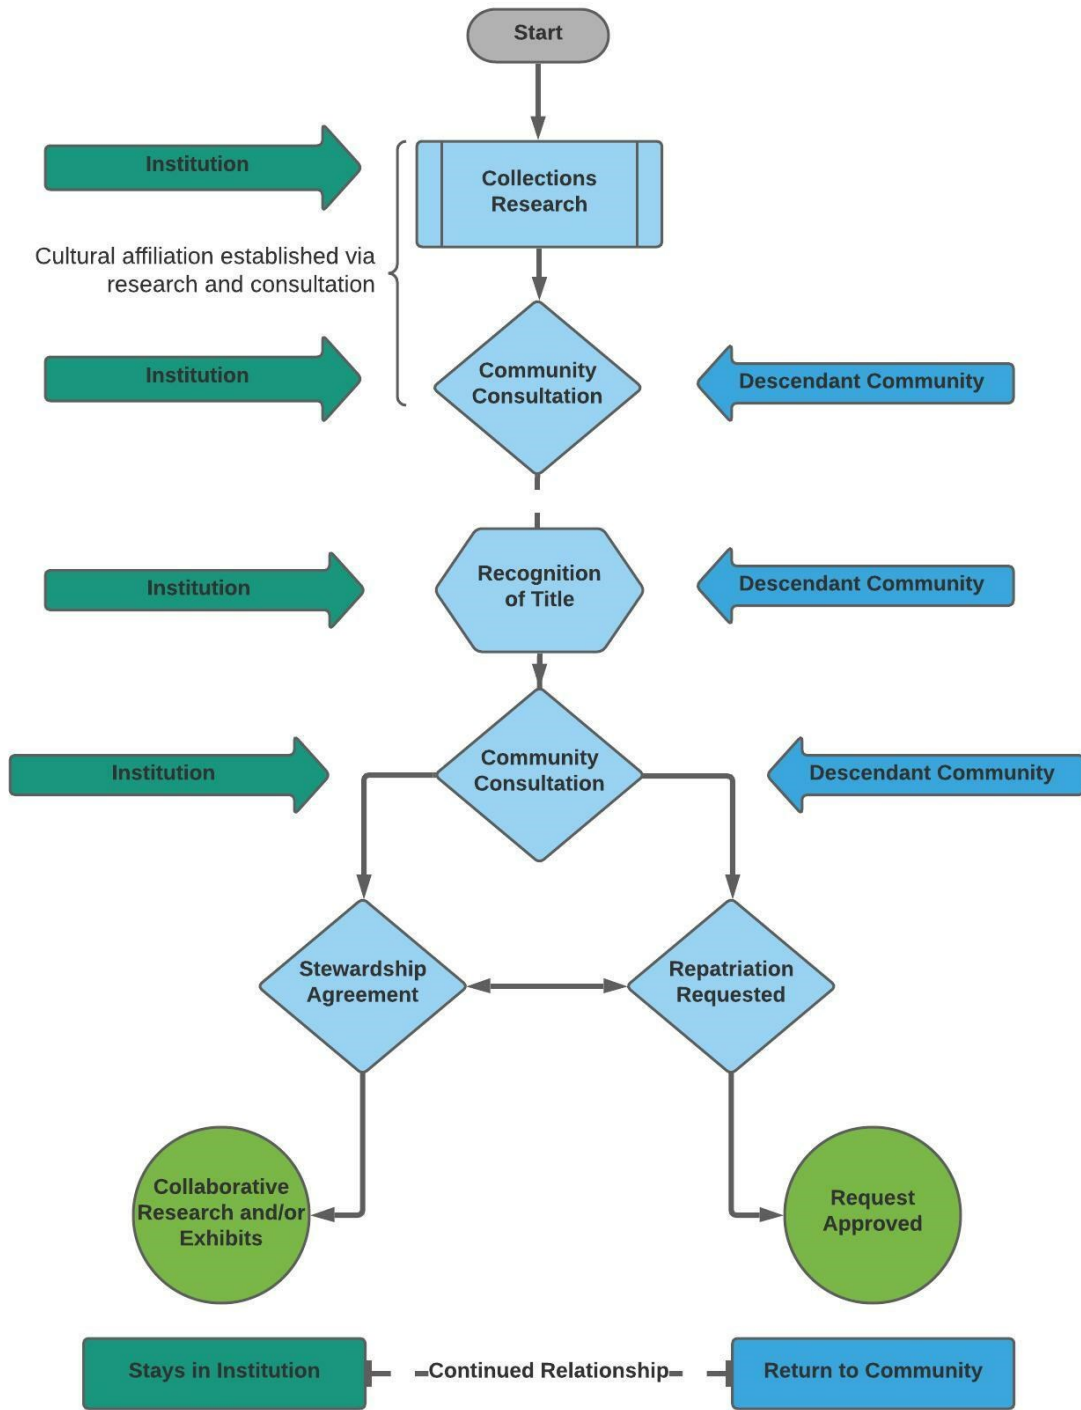 Start
Institution
Collections
Research
Cultural affiliation established via
research and consultation
Institution
Community
Consultation
Descendant Community
Institution
Recognition
of Title
Descendant Community
Institution
Community
Consultation
Descendant Community
Stewardship
Agreement
Repatriation
Requested
Collaborative
Research and/or
Exhibits
Request
Approved
Stays in Institution
Continued Relationship
Return to Community